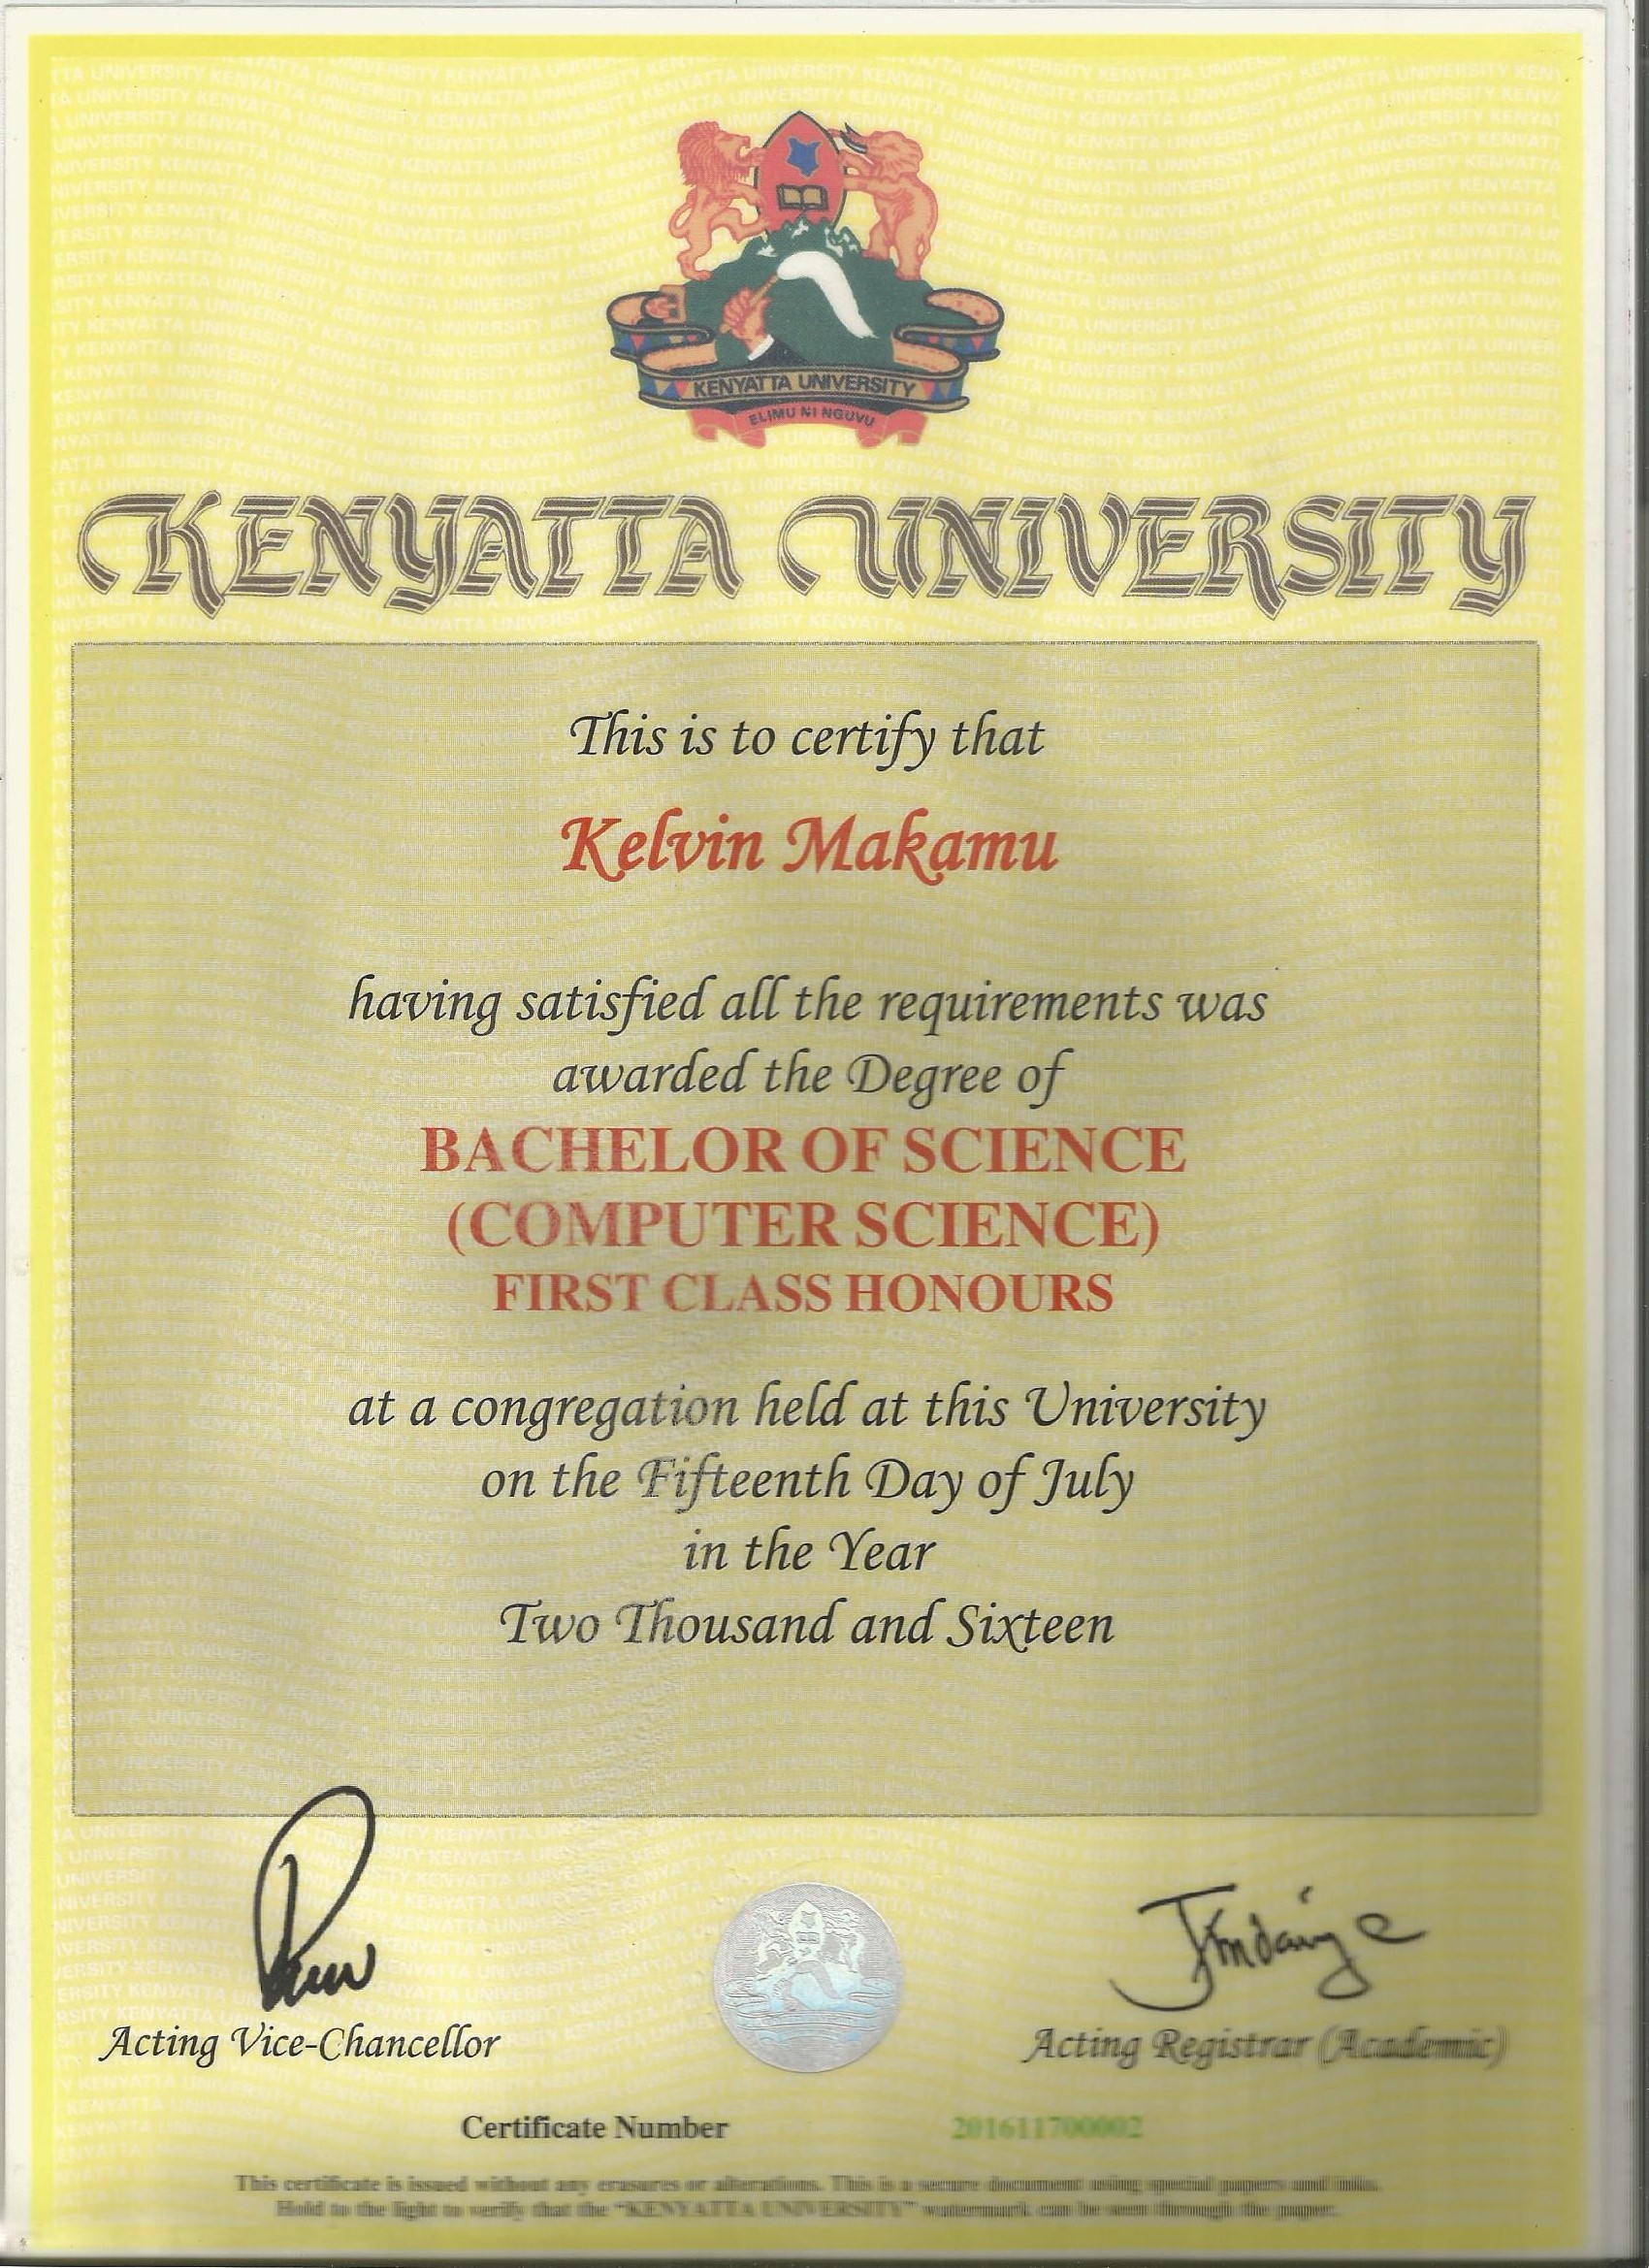 KENYATTA UNIVERSITY
ELIMU NI NGUVU
KENYATTA UNIVERSITY
This is to certify that
Kelvin Makamu
having satisfied all the requirements was
awarded the Degree of
BACHELOR OF SCIENCE
(COMPUTER SCIENCE)
FIRST CLASS HONOURS
at a congregation held at this University
on the Fifteenth Day of July
in the Year
Two Thousand and Sixteen
Acting Vice-Chancellor
Acting Registrar (Academic)
Certificate Number 201611700002
This certificate is issued without any erasures or alterations. This is a secure document using special papers and inks.
Hold to the light to verify that the "KENYATTA UNIVERSITY" watermark can be seen through the paper.